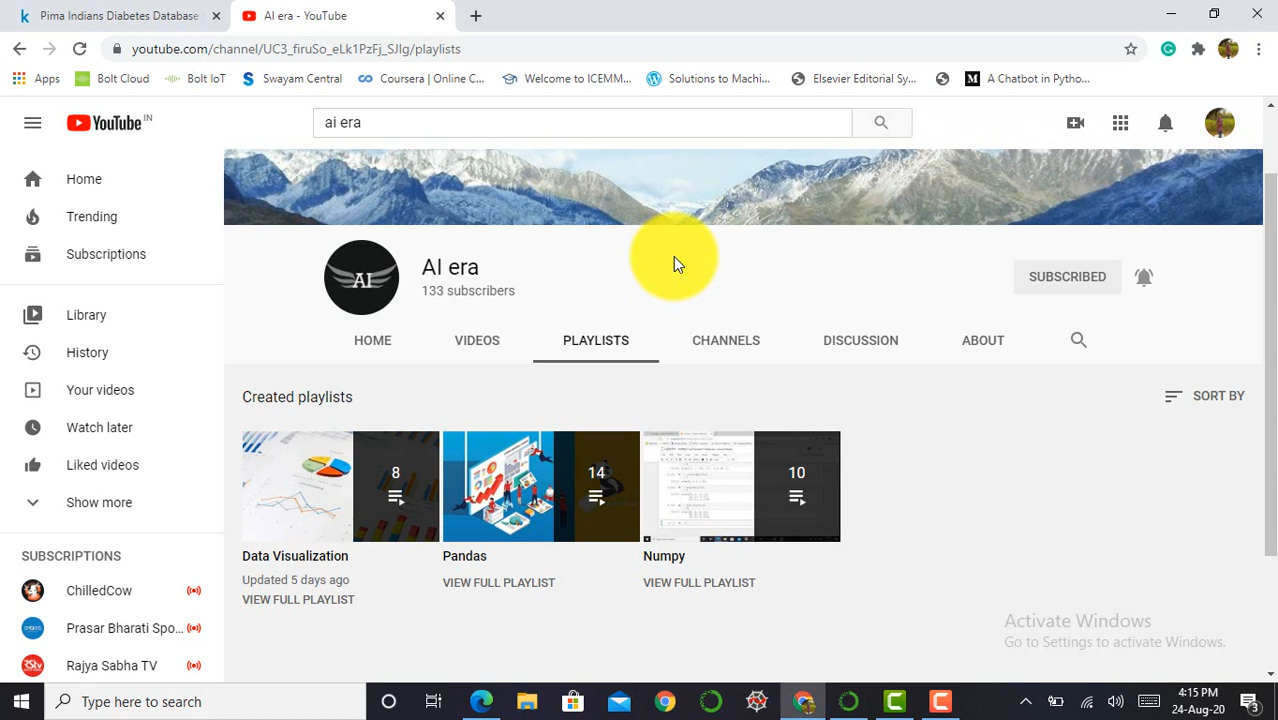 Pima Indians Diabetes Database
AI era - YouTube
youtube.com/channel/UC3_firuSo_eLk1PzFj_SJlg/playlists
Apps
Bolt Cloud
Bolt IoT
Swayam Central
Coursera | Online C...
Welcome to ICEMM...
Solutions to Machin...
Elsevier Editorial Sy...
A Chatbot in Python...
YouTube IN
ai era
Home
Trending
Subscriptions
Library
History
Your videos
Watch later
Liked videos
Show more
SUBSCRIPTIONS
ChilledCow
Prasar Bharati Spo...
Rajya Sabha TV
AI
AI era
133 subscribers
SUBSCRIBED
HOME
VIDEOS
PLAYLISTS
CHANNELS
DISCUSSION
ABOUT
Created playlists
SORT BY
8
14
10
Data Visualization
Updated 5 days ago
VIEW FULL PLAYLIST
Pandas
VIEW FULL PLAYLIST
Numpy
VIEW FULL PLAYLIST
Activate Windows
Go to Settings to activate Windows.
Type here to search
4:15 PM
24-Aug-20
3